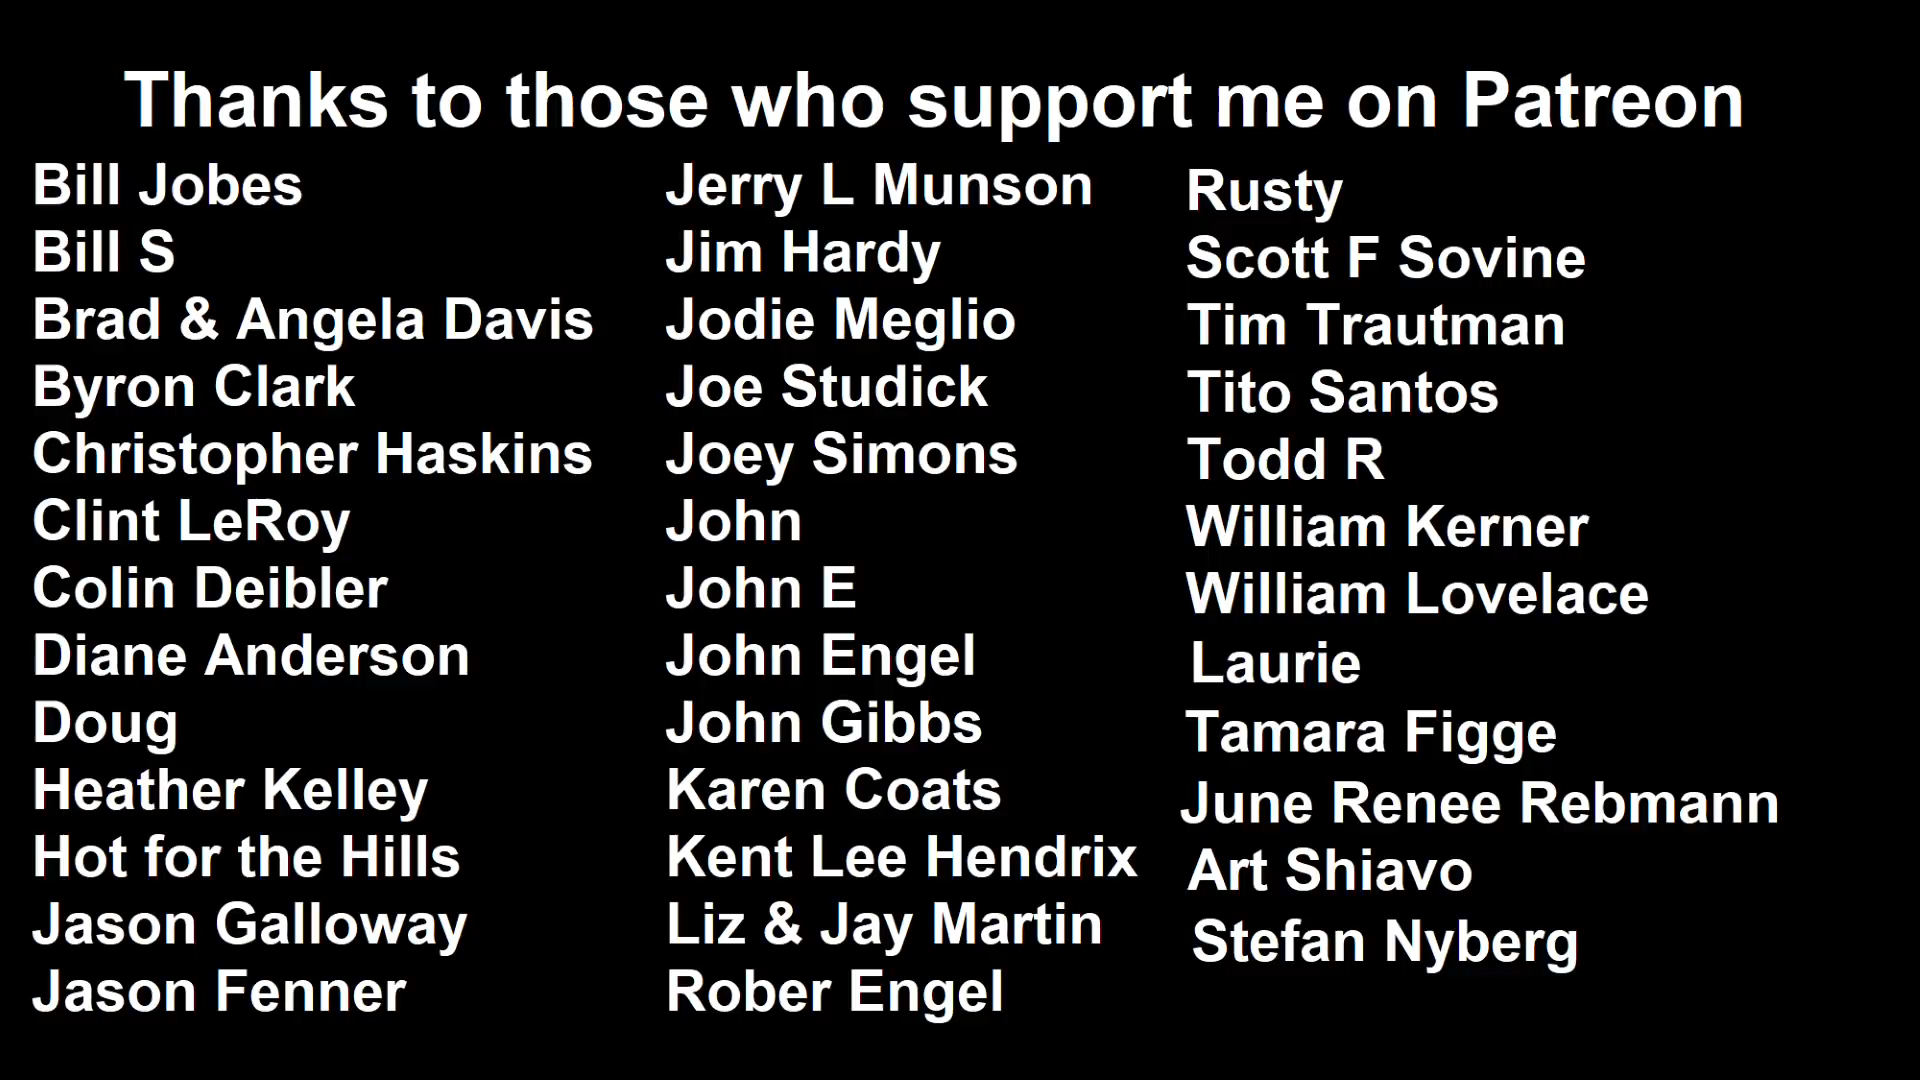 Thanks to those who support me on Patreon
Bill Jobes
Bill S
Brad & Angela Davis
Byron Clark
Christopher Haskins
Clint LeRoy
Colin Deibler
Diane Anderson
Doug
Heather Kelley
Hot for the Hills
Jason Galloway
Jason Fenner
Jerry L Munson
Jim Hardy
Jodie Meglio
Joe Studick
Joey Simons
John
John E
John Engel
John Gibbs
Karen Coats
Kent Lee Hendrix
Liz & Jay Martin
Rober Engel
Rusty
Scott F Sovine
Tim Trautman
Tito Santos
Todd R
William Kerner
William Lovelace
Laurie
Tamara Figge
June Renee Rebmann
Art Shiavo
Stefan Nyberg